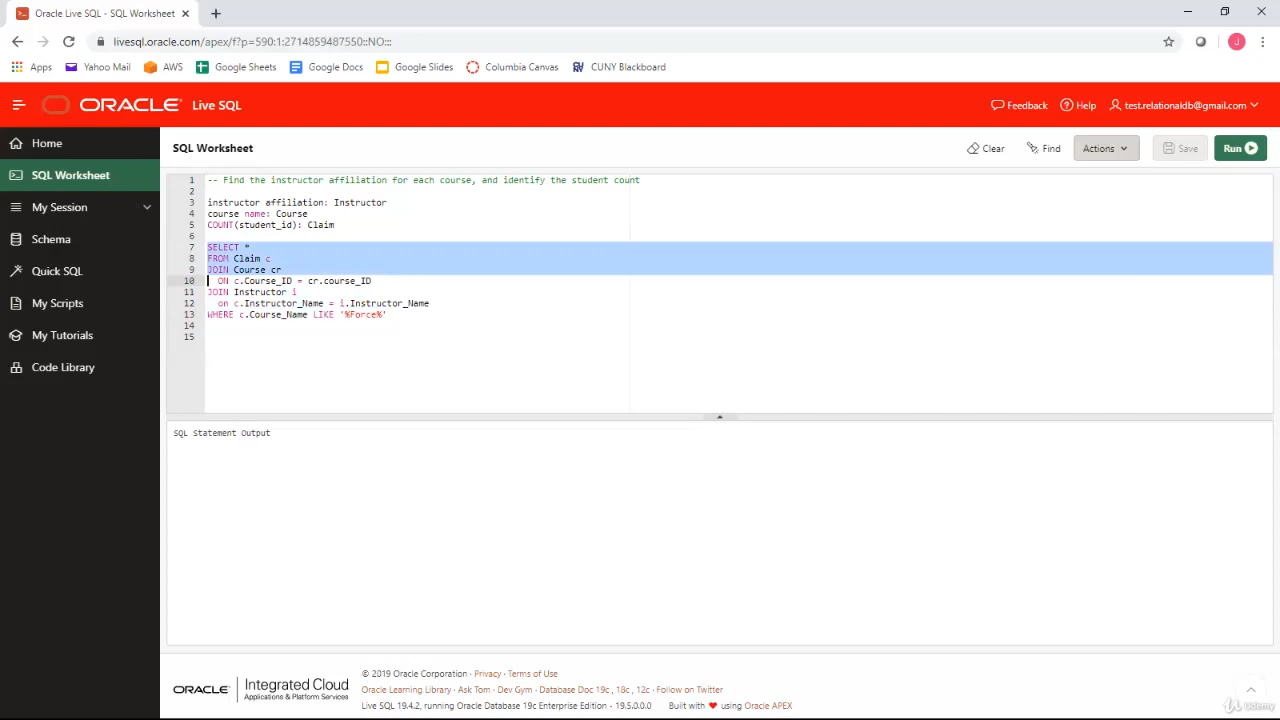 Oracle Live SQL - SQL Worksheet
livesql.oracle.com/apex/f?p=590:1:2714859487550::NO:::
J
Apps Yahoo Mail AWS Google Sheets Google Docs Google Slides Columbia Canvas CUNY Blackboard
ORACLE Live SQL
Feedback Help test.relationaldb@gmail.com
Home
SQL Worksheet
My Session
Schema
Quick SQL
My Scripts
My Tutorials
Code Library
SQL Worksheet
Clear Find Actions Save Run
1 -- Find the instructor affiliation for each course, and identify the student count
2
3 instructor affiliation: Instructor
4 course name: Course
5 COUNT(student_id): Claim
6
7 SELECT *
8 FROM Claim c
9 JOIN Course cr
10 ON c.Course_ID = cr.course_ID
11 JOIN Instructor i
12 on c.Instructor_Name = i.Instructor_Name
13 WHERE c.Course_Name LIKE '%Force%'
14
15
SQL Statement Output
ORACLE Integrated Cloud
Applications & Platform Services
© 2019 Oracle Corporation · Privacy · Terms of Use
Oracle Learning Library · Ask Tom · Dev Gym · Database Doc 19c, 18c, 12c · Follow on Twitter
Live SQL 19.4.2, running Oracle Database 19c Enterprise Edition - 19.5.0.0.0 Built with ❤ using Oracle APEX
Udemy